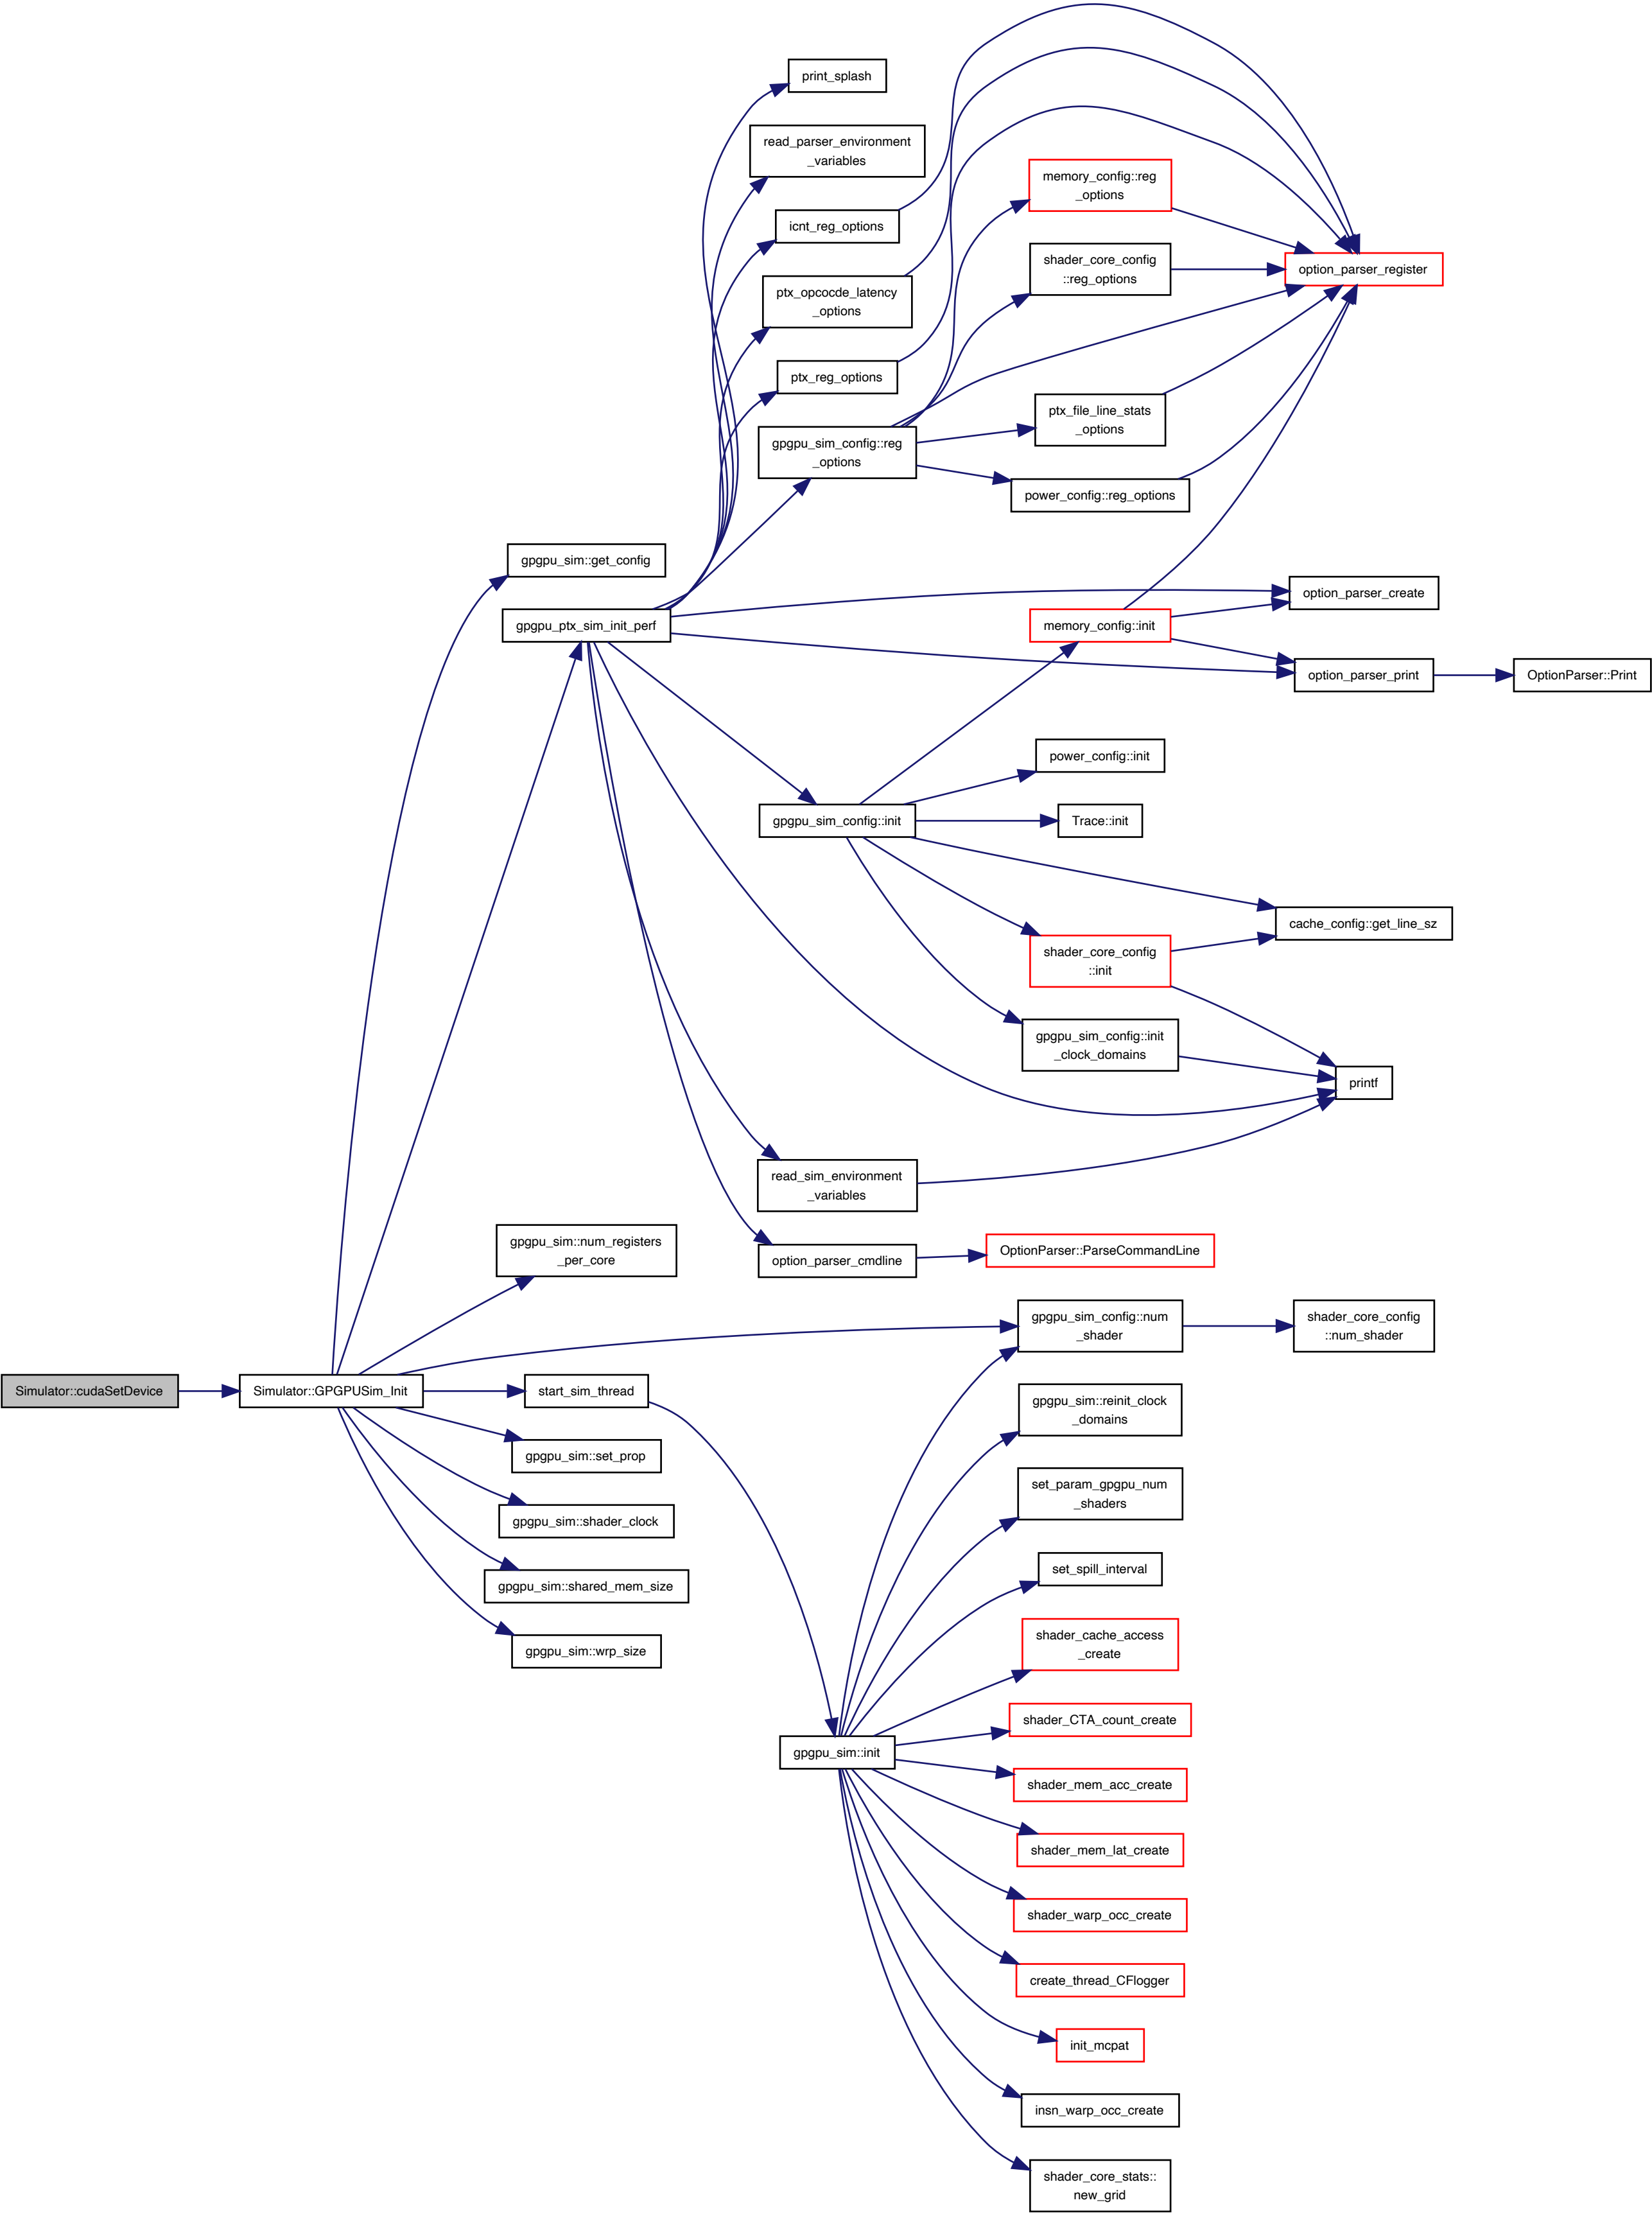 print_splash
read_parser_environment
_variables
icnt_reg_options
ptx_opcocde_latency
_options
ptx_reg_options
gpgpu_sim_config::reg
_options
memory_config::reg
_options
shader_core_config
::reg_options
option_parser_register
ptx_file_line_stats
_options
power_config::reg_options
gpgpu_sim::get_config
gpgpu_ptx_sim_init_perf
option_parser_create
memory_config::init
option_parser_print
OptionParser::Print
power_config::init
gpgpu_sim_config::init
Trace::init
cache_config::get_line_sz
shader_core_config
::init
gpgpu_sim_config::init
_clock_domains
printf
read_sim_environment
_variables
option_parser_cmdline
OptionParser::ParseCommandLine
gpgpu_sim::num_registers
_per_core
gpgpu_sim_config::num
_shader
shader_core_config
::num_shader
Simulator::cudaSetDevice
Simulator::GPGPUSim_Init
start_sim_thread
gpgpu_sim::reinit_clock
_domains
gpgpu_sim::set_prop
set_param_gpgpu_num
_shaders
gpgpu_sim::shader_clock
set_spill_interval
gpgpu_sim::shared_mem_size
shader_cache_access
_create
gpgpu_sim::wrp_size
shader_CTA_count_create
gpgpu_sim::init
shader_mem_acc_create
shader_mem_lat_create
shader_warp_occ_create
create_thread_CFlogger
init_mcpat
insn_warp_occ_create
shader_core_stats::
new_grid